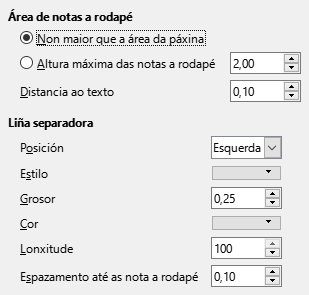 Área de notas a rodapé
Non maior que a área da páxina
Altura máxima das notas a rodapé 2,00
Distancia ao texto 0,10
Liña separadora
Posición Esquerda
Estilo
Grosor 0,25
Cor
Lonxitude 100
Espazamento até as nota a rodapé 0,10